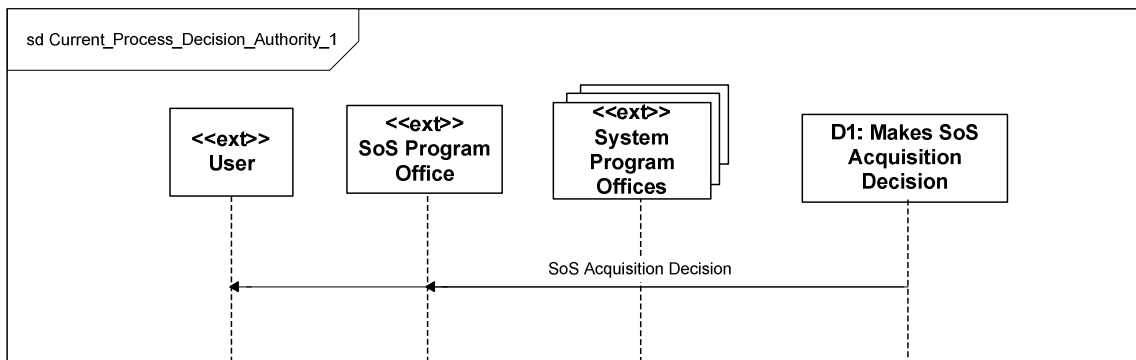 sd Current_Process_Decision_Authority_1
<<ext>>
User
<<ext>>
SoS Program
Office
<<ext>>
System
Program
Offices
D1: Makes SoS
Acquisition
Decision
SoS Acquisition Decision